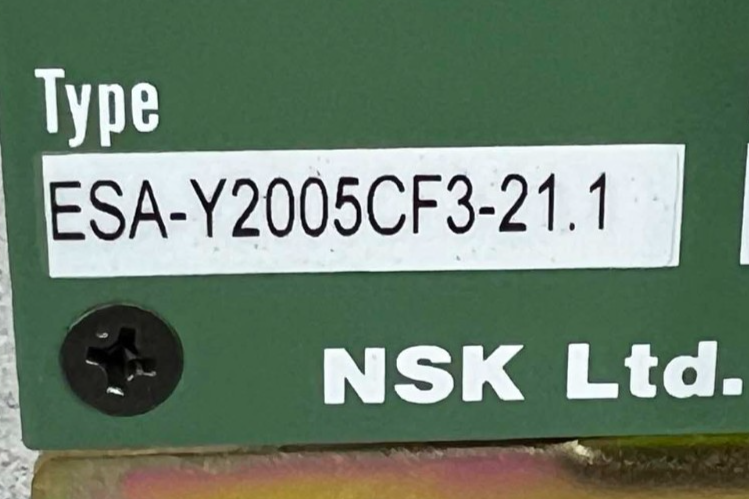 Type
ESA-Y2005CF3-21.1
NSK Ltd.